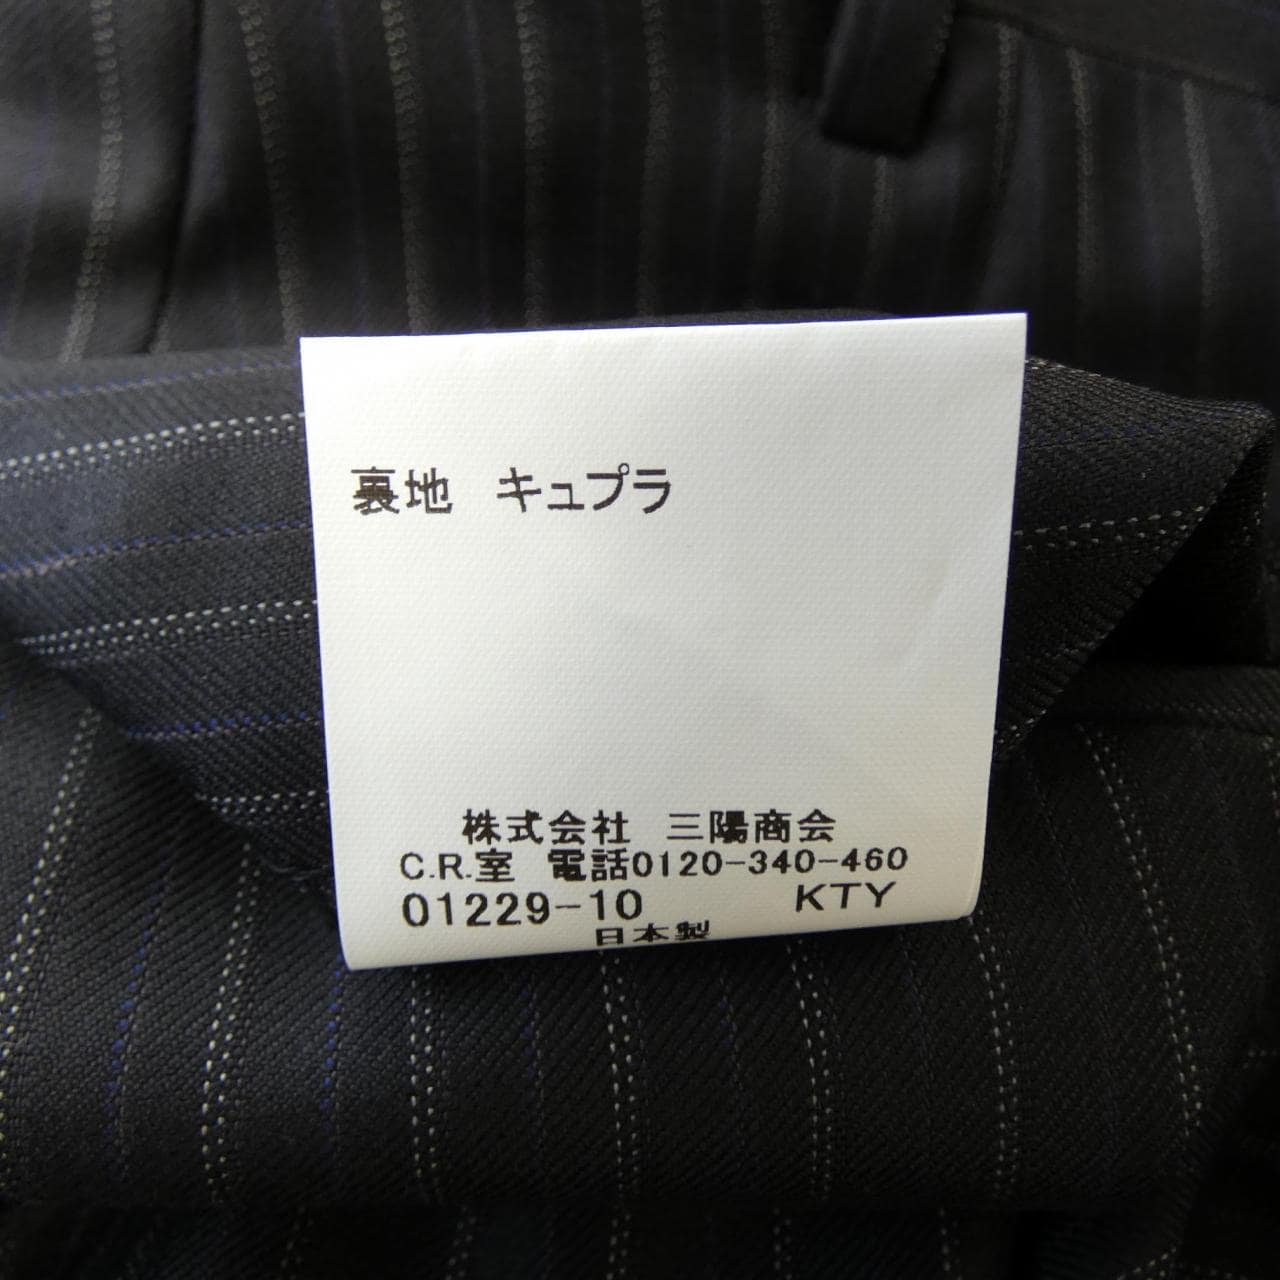 裏地　キュプラ
株式会社　三陽商会
C.R.室　電話0120-340-460
01229-10　KTY
日本製